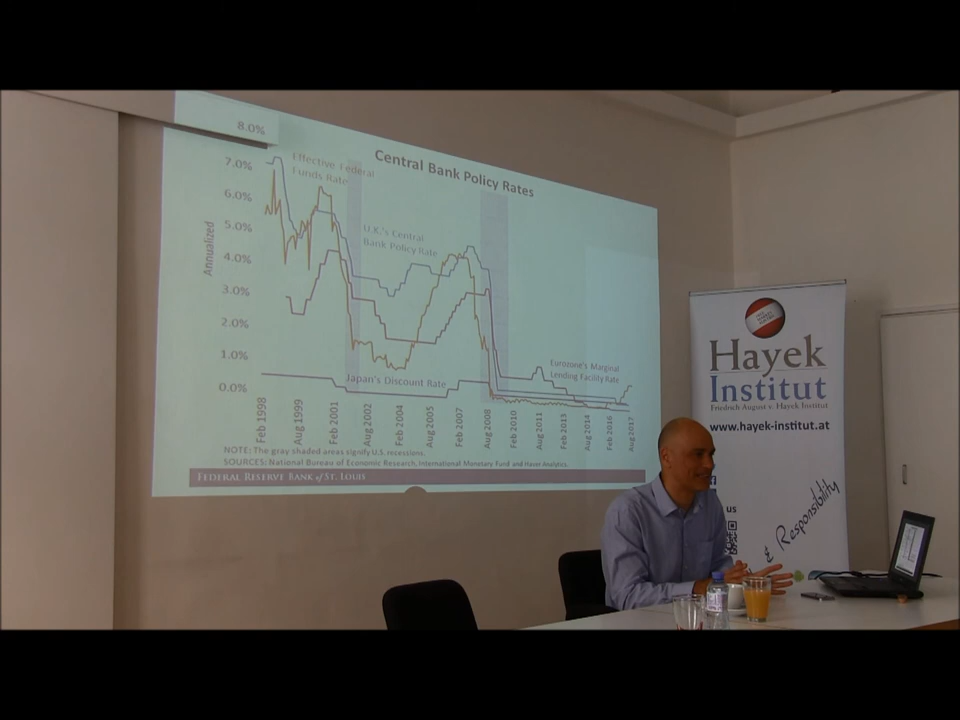 Central Bank Policy Rates
8.0%
7.0%
6.0%
5.0%
4.0%
3.0%
2.0%
1.0%
0.0%
Annualized
Effective Federal
Funds Rate
U.K.'s Central
Bank Policy Rate
Eurozone's Marginal
Lending Facility Rate
Japan's Discount Rate
Feb 1998
Aug 1999
Feb 2001
Aug 2002
Feb 2004
Aug 2005
Feb 2007
Aug 2008
Feb 2010
Aug 2011
Feb 2013
Aug 2014
Feb 2016
Aug 2017
NOTE: The gray shaded areas signify U.S. recessions.
SOURCES: National Bureau of Economic Research, International Monetary Fund and Haver Analytics.
FEDERAL RESERVE BANK of ST. LOUIS
Hayek
Institut
Friedrich August v. Hayek Institut
www.hayek-institut.at
us
& Responsibility